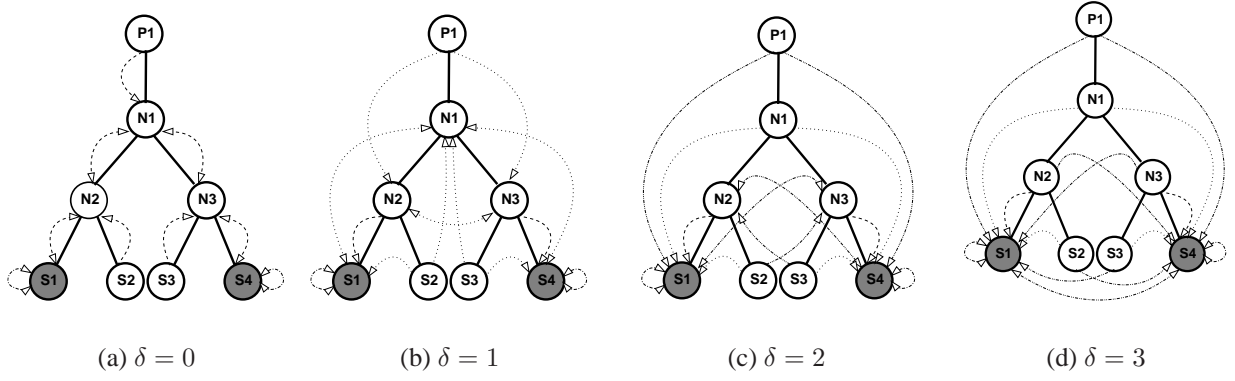 P1
N1
N2 N3
S1 S2 S3 S4
(a) δ = 0
P1
N1
N2 N3
S1 S2 S3 S4
(b) δ = 1
P1
N1
N2 N3
S1 S2 S3 S4
(c) δ = 2
P1
N1
N2 N3
S1 S2 S3 S4
(d) δ = 3